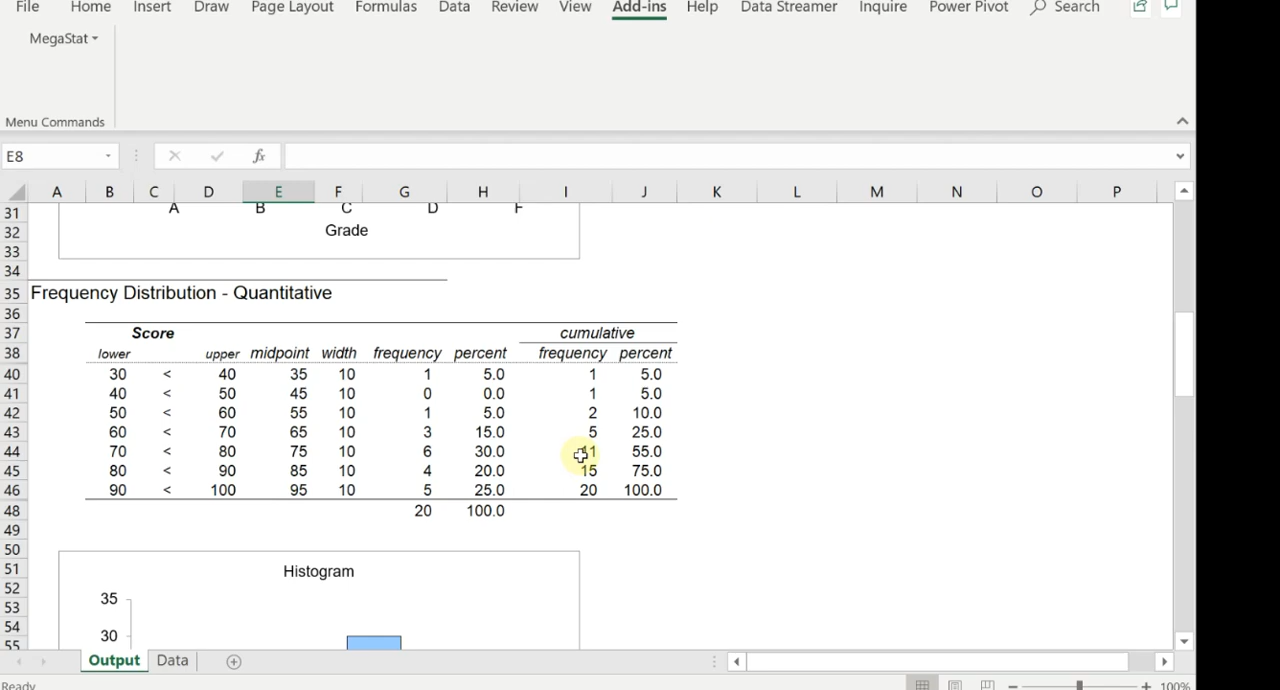 File Home Insert Draw Page Layout Formulas Data Review View Add-ins Help Data Streamer Inquire Power Pivot Search
MegaStat
Menu Commands
E8 fx
A B C D E F G H I J K L M N O P
31 A B C D F
32 Grade
33
34
35 Frequency Distribution - Quantitative
36
37 Score cumulative
38 lower upper midpoint width frequency percent frequency percent
40 30 < 40 35 10 1 5.0 1 5.0
41 40 < 50 45 10 0 0.0 1 5.0
42 50 < 60 55 10 1 5.0 2 10.0
43 60 < 70 65 10 3 15.0 5 25.0
44 70 < 80 75 10 6 30.0 11 55.0
45 80 < 90 85 10 4 20.0 15 75.0
46 90 < 100 95 10 5 25.0 20 100.0
48 20 100.0
49
50
51 Histogram
52
53 35
54
55 30
Output Data
Ready 100%